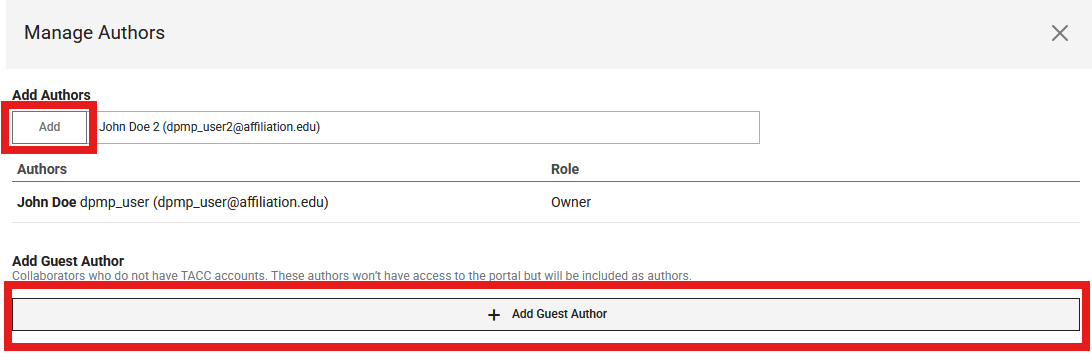 Manage Authors
Add Authors
Add John Doe 2 (dpmp_user2@affiliation.edu)
Authors Role
John Doe dpmp_user (dpmp_user@affiliation.edu) Owner
Add Guest Author
Collaborators who do not have TACC accounts. These authors won't have access to the portal but will be included as authors.
+ Add Guest Author